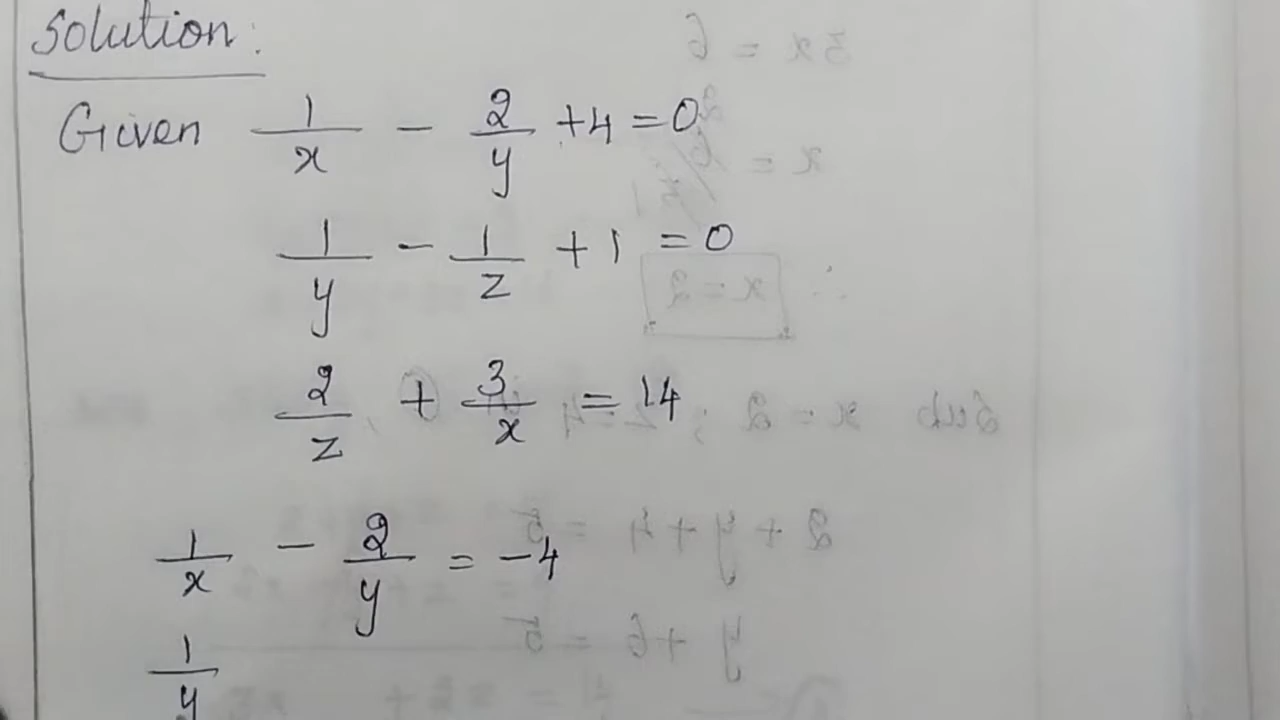 Solution:
Given 1/x - 2/y + 4 = 0
1/y - 1/z + 1 = 0
2/z + 3/x = 14
1/x - 2/y = -4
1/y